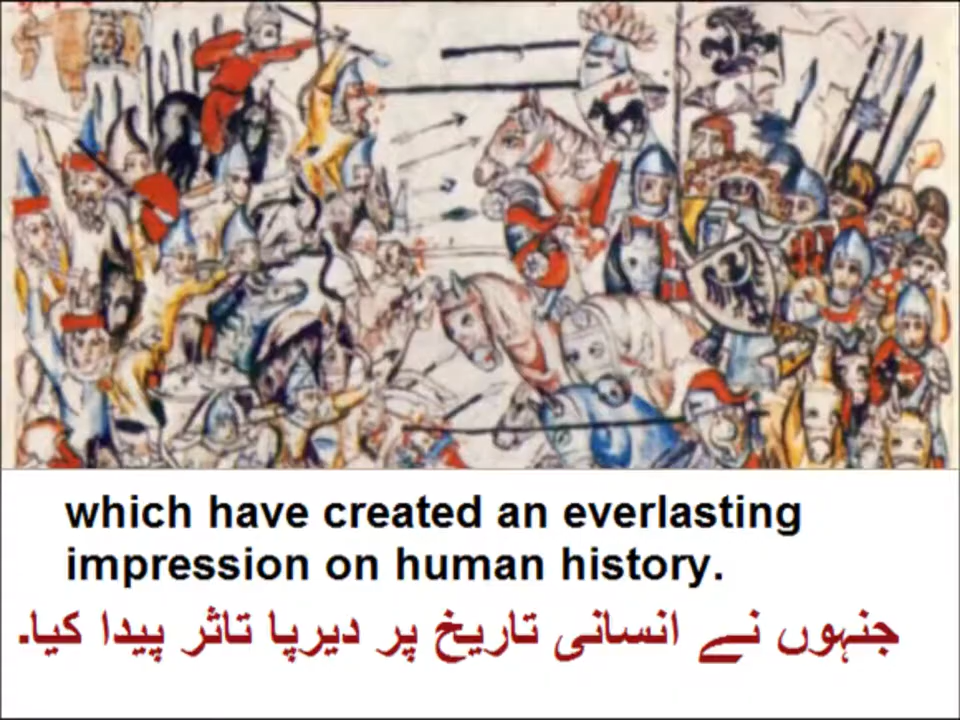 which have created an everlasting
impression on human history.
جنہوں نے انسانی تاریخ پر دیرپا تاثر پیدا کیا۔